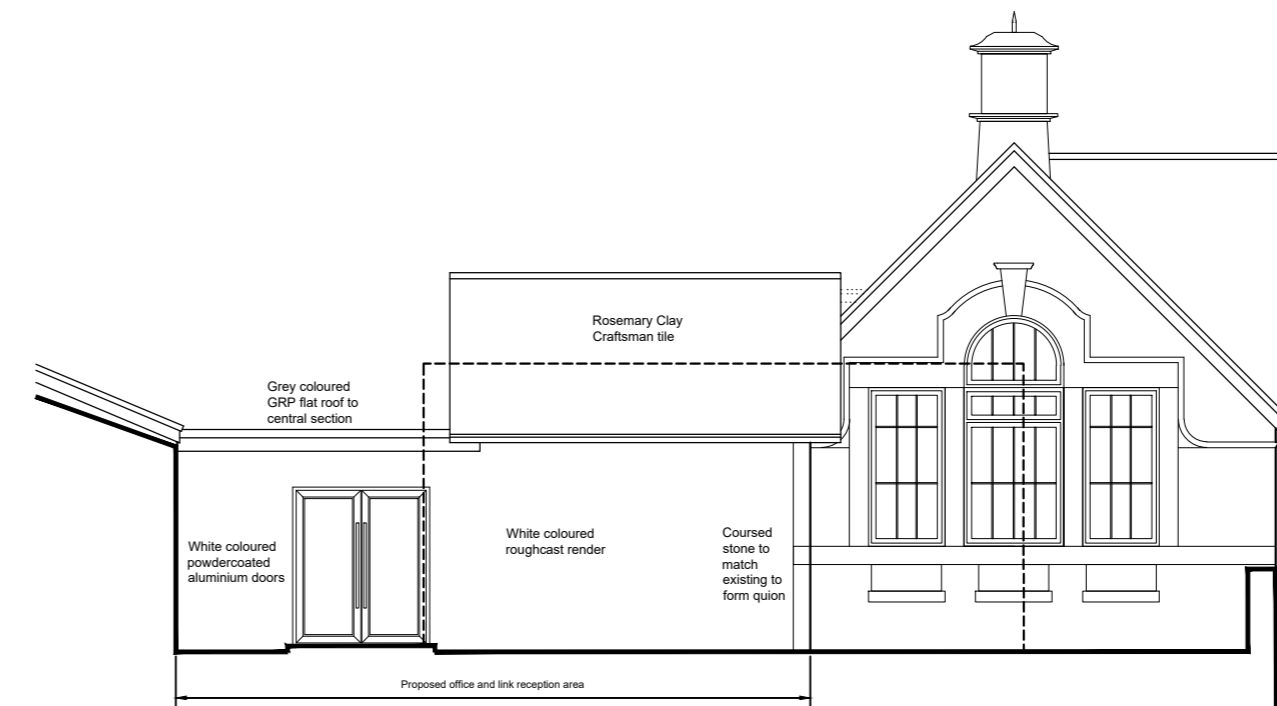 Rosemary Clay
Craftsman tile
Grey coloured
GRP flat roof to
central section
White coloured
powdercoated
aluminium doors
White coloured
roughcast render
Coursed
stone to
match
existing to
form quion
Proposed office and link reception area